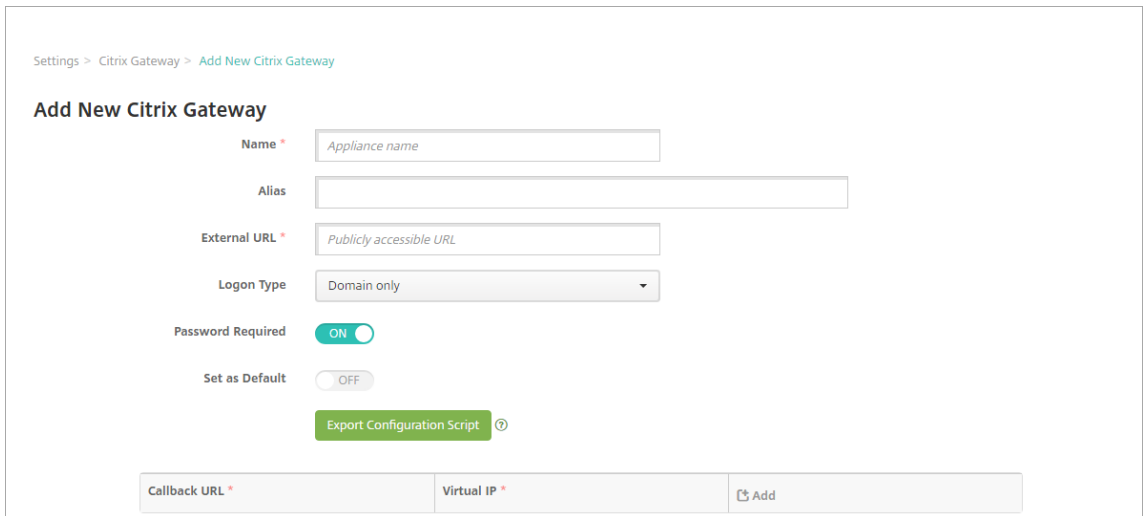 Settings > Citrix Gateway > Add New Citrix Gateway
Add New Citrix Gateway
Name *
Appliance name
Alias
External URL *
Publicly accessible URL
Logon Type
Domain only
Password Required
ON
Set as Default
OFF
Export Configuration Script ?
Callback URL * Virtual IP * Add